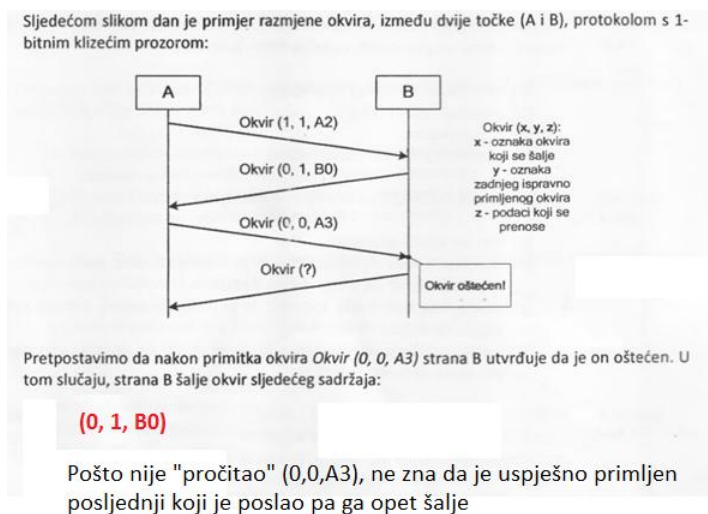 Sljedećom slikom dan je primjer razmjene okvira, između dvije točke (A i B), protokolom s 1-
bitnim klizećim prozorom:
A
B
Okvir (1, 1, A2)
Okvir (0, 1, B0)
Okvir (0, 0, A3)
Okvir (?)
Okvir (x, y, z):
x - oznaka okvira
koji se šalje
y - oznaka
zadnjeg ispravno
primljenog okvira
z - podaci koji se
prenose
Okvir oštećen!
Pretpostavimo da nakon primitka okvira Okvir (0, 0, A3) strana B utvrđuje da je on oštećen. U
tom slučaju, strana B šalje okvir sljedećeg sadržaja:
(0, 1, B0)
Pošto nije "pročitao" (0,0,A3), ne zna da je uspješno primljen
posljednji koji je poslao pa ga opet šalje